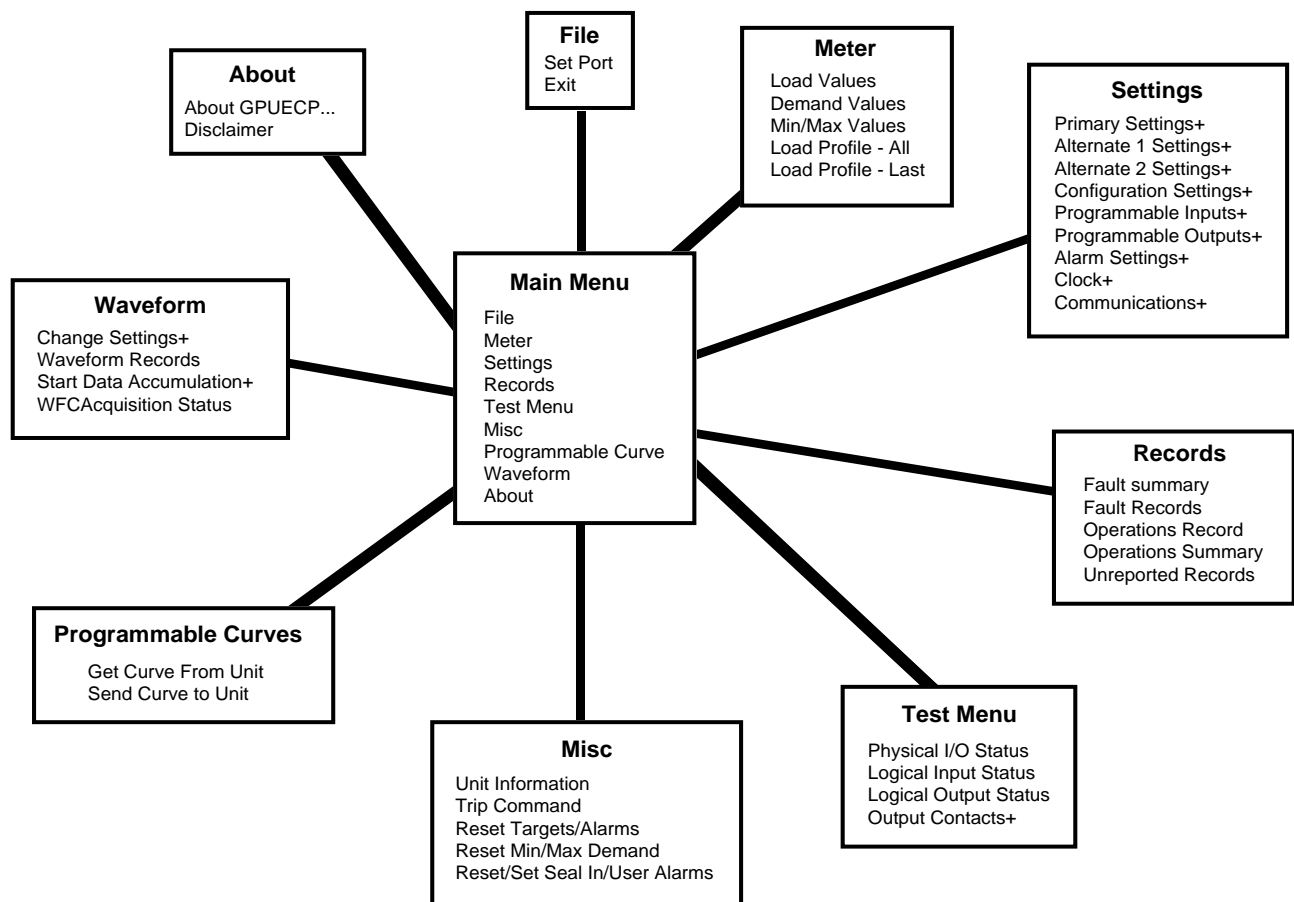 File
Set Port
Exit
About
About GPUECP...
Disclaimer
Meter
Load Values
Demand Values
Min/Max Values
Load Profile - All
Load Profile - Last
Settings
Primary Settings+
Alternate 1 Settings+
Alternate 2 Settings+
Configuration Settings+
Programmable Inputs+
Programmable Outputs+
Alarm Settings+
Clock+
Communications+
Main Menu
File
Meter
Settings
Records
Test Menu
Misc
Programmable Curve
Waveform
About
Waveform
Change Settings+
Waveform Records
Start Data Accumulation+
WFCAcquisition Status
Records
Fault summary
Fault Records
Operations Record
Operations Summary
Unreported Records
Programmable Curves
Get Curve From Unit
Send Curve to Unit
Misc
Unit Information
Trip Command
Reset Targets/Alarms
Reset Min/Max Demand
Reset/Set Seal In/User Alarms
Test Menu
Physical I/O Status
Logical Input Status
Logical Output Status
Output Contacts+